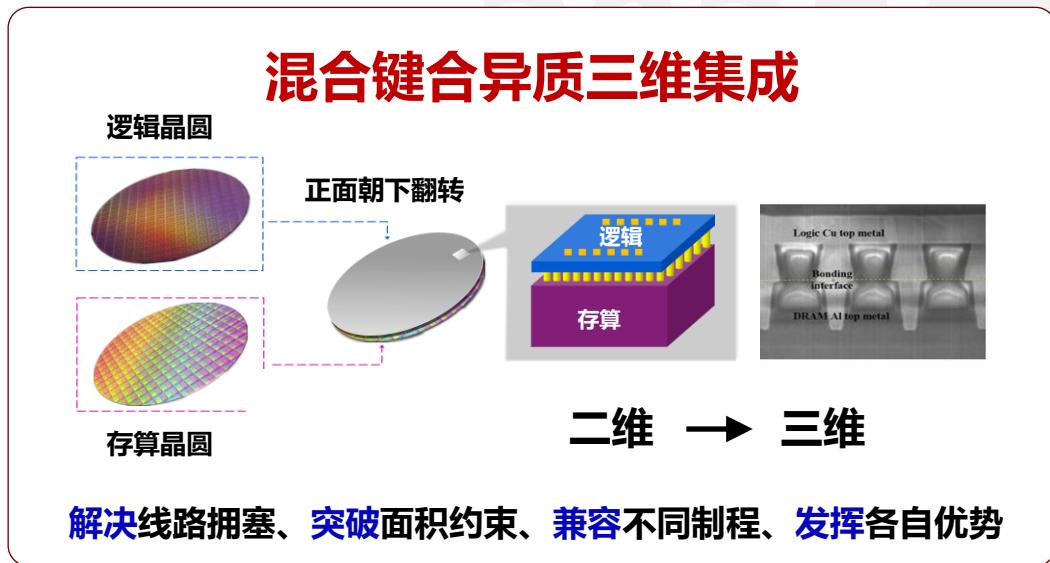 混合键合异质三维集成
逻辑晶圆
正面朝下翻转
逻辑
存算
Logic Cu top metal
Bonding
interface
DRAM Al top metal
存算晶圆
二维
三维
解决线路拥塞、突破面积约束、兼容不同制程、发挥各自优势